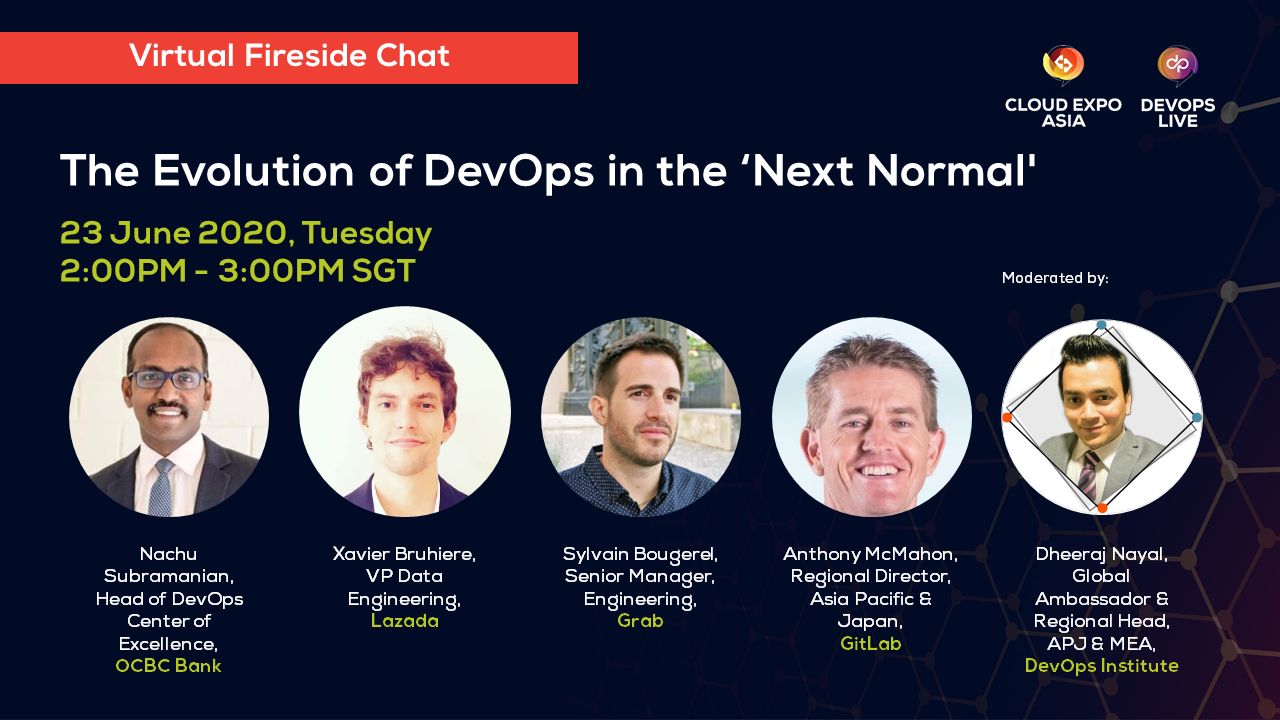 Virtual Fireside Chat
CLOUD EXPO
ASIA
DEVOPS
LIVE
The Evolution of DevOps in the ‘Next Normal'
23 June 2020, Tuesday
2:00PM - 3:00PM SGT
Moderated by:
Nachu
Subramanian,
Head of DevOps
Center of
Excellence,
OCBC Bank
Xavier Bruhiere,
VP Data
Engineering,
Lazada
Sylvain Bougerel,
Senior Manager,
Engineering,
Grab
Anthony McMahon,
Regional Director,
Asia Pacific &
Japan,
GitLab
Dheeraj Nayal,
Global
Ambassador &
Regional Head,
APJ & MEA,
DevOps Institute